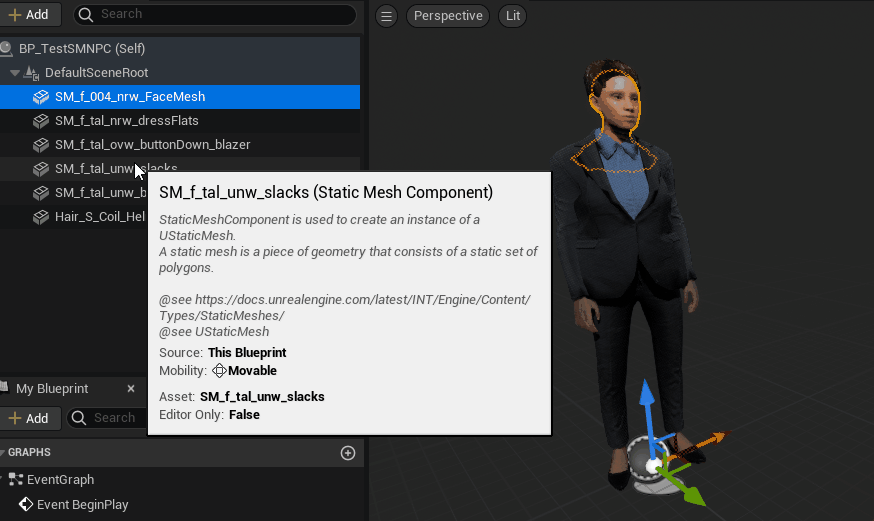 Add
Search
BP_TestSMNPC (Self)
DefaultSceneRoot
SM_f_004_nrw_FaceMesh
SM_f_tal_nrw_dressFlats
SM_f_tal_ovw_buttonDown_blazer
SM_f_tal_unw_slacks
SM_f_tal_unw_b
Hair_S_Coil_Hel
SM_f_tal_unw_slacks (Static Mesh Component)
StaticMeshComponent is used to create an instance of a
UStaticMesh.
A static mesh is a piece of geometry that consists of a static set of
polygons.
@see https://docs.unrealengine.com/latest/INT/Engine/Content/
Types/StaticMeshes/
@see UStaticMesh
Source: This Blueprint
Mobility: Movable
Asset: SM_f_tal_unw_slacks
Editor Only: False
My Blueprint
Add
Search
GRAPHS
EventGraph
Event BeginPlay
Perspective
Lit